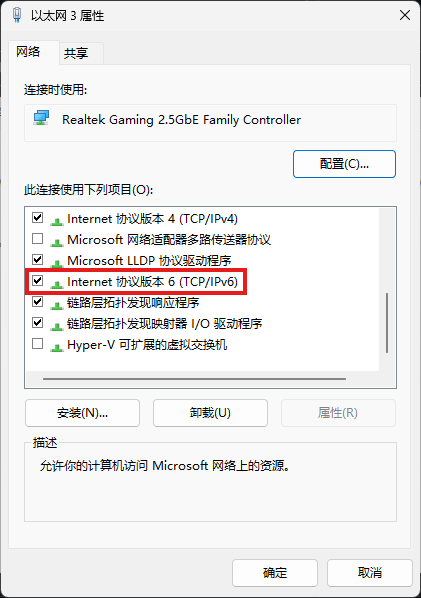 以太网 3 属性
网络
共享
连接时使用:
Realtek Gaming 2.5GbE Family Controller
配置(C)...
此连接使用下列项目(O):
Internet 协议版本 4 (TCP/IPv4)
Microsoft 网络适配器多路传送器协议
Microsoft LLDP 协议驱动程序
Internet 协议版本 6 (TCP/IPv6)
链路层拓扑发现响应程序
链路层拓扑发现映射器 I/O 驱动程序
Hyper-V 可扩展的虚拟交换机
安装(N)...
卸载(U)
属性(R)
描述
允许你的计算机访问 Microsoft 网络上的资源。
确定
取消